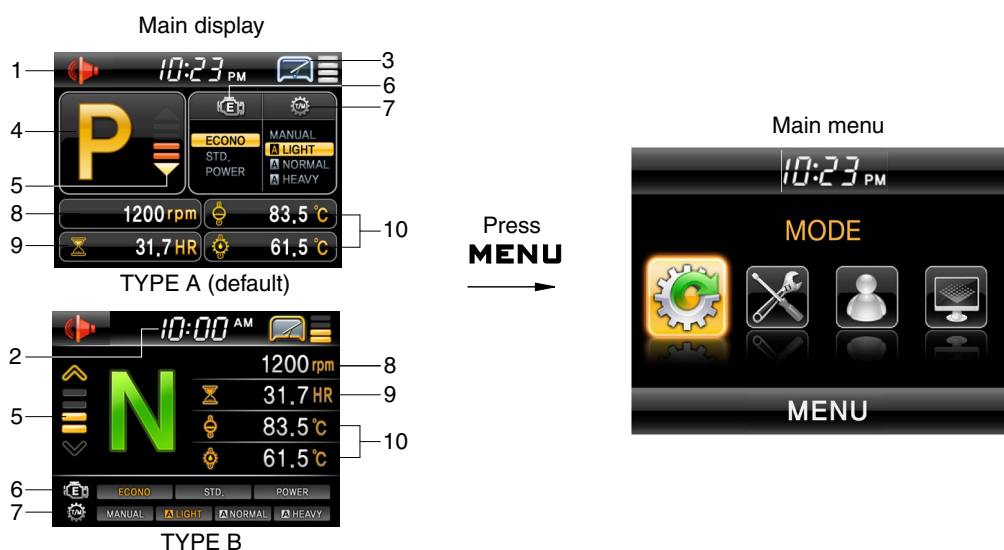 Main display
1
10:23 PM
3
6
7
4
P
E
T/M
ECONO
STD.
POWER
MANUAL
A LIGHT
A NORMAL
A HEAVY
5
8
1200 rpm
83.5 °C
9
31.7 HR
61.5 °C
10
TYPE A (default)
2
10:00 AM
N
1200 rpm
8
31.7 HR
9
5
83.5 °C
61.5 °C
10
6
E
ECONO
STD.
POWER
7
T/M
MANUAL
A LIGHT
A NORMAL
A HEAVY
TYPE B
Press
MENU
Main menu
10:23 PM
MODE
MENU